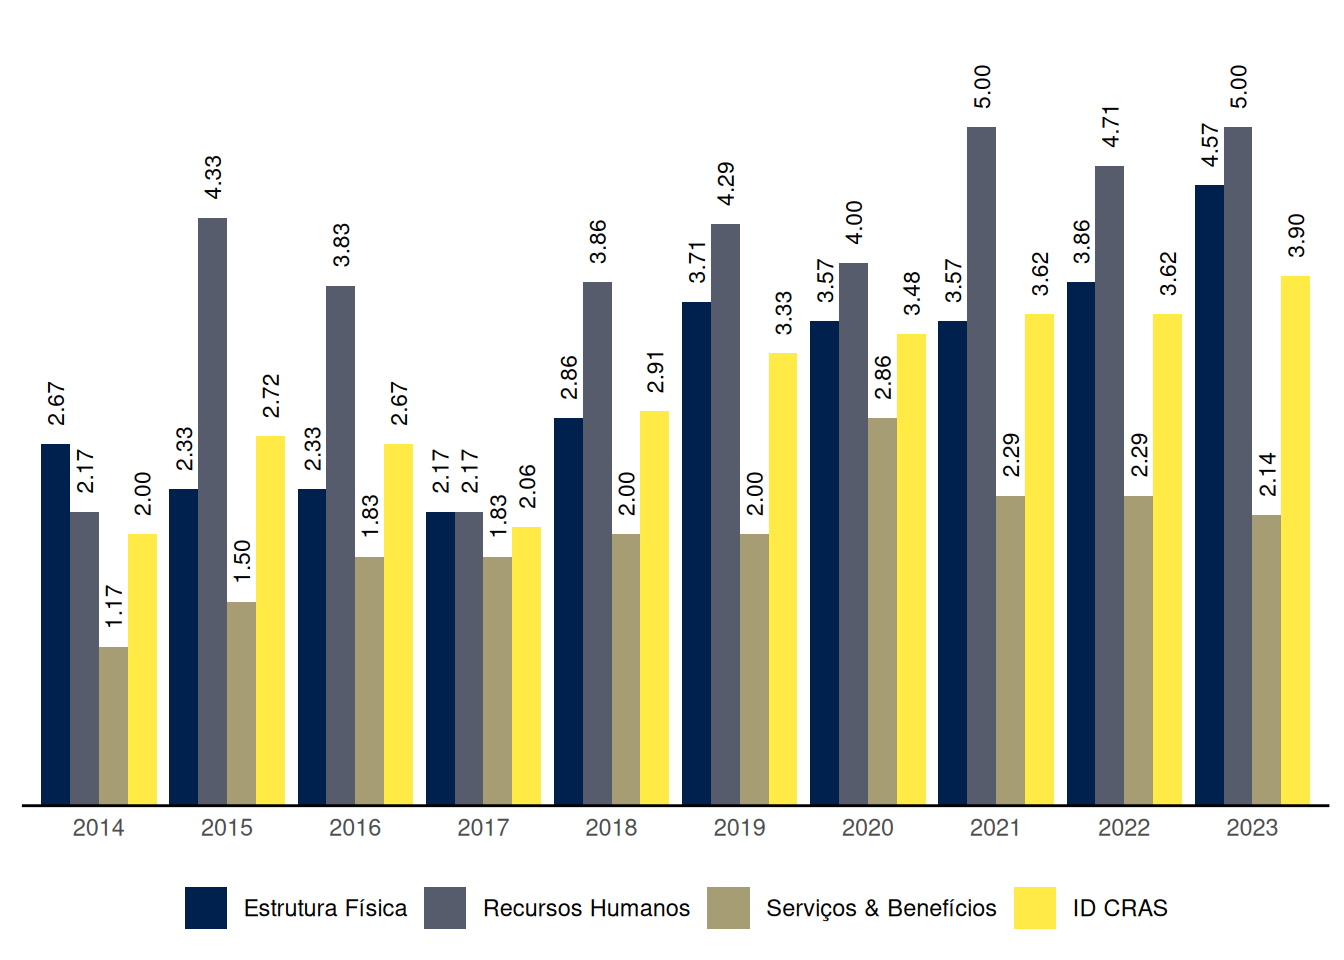 2.67 2.17 1.17 2.00
2.33 4.33 1.50 2.72
2.33 3.83 1.83 2.67
2.17 2.17 1.83 2.06
2.86 3.86 2.00 2.91
3.71 4.29 2.00 3.33
3.57 4.00 2.86 3.48
3.57 5.00 2.29 3.62
3.86 4.71 2.29 3.62
4.57 5.00 2.14 3.90
2014 2015 2016 2017 2018 2019 2020 2021 2022 2023
Estrutura Física Recursos Humanos Serviços & Benefícios ID CRAS